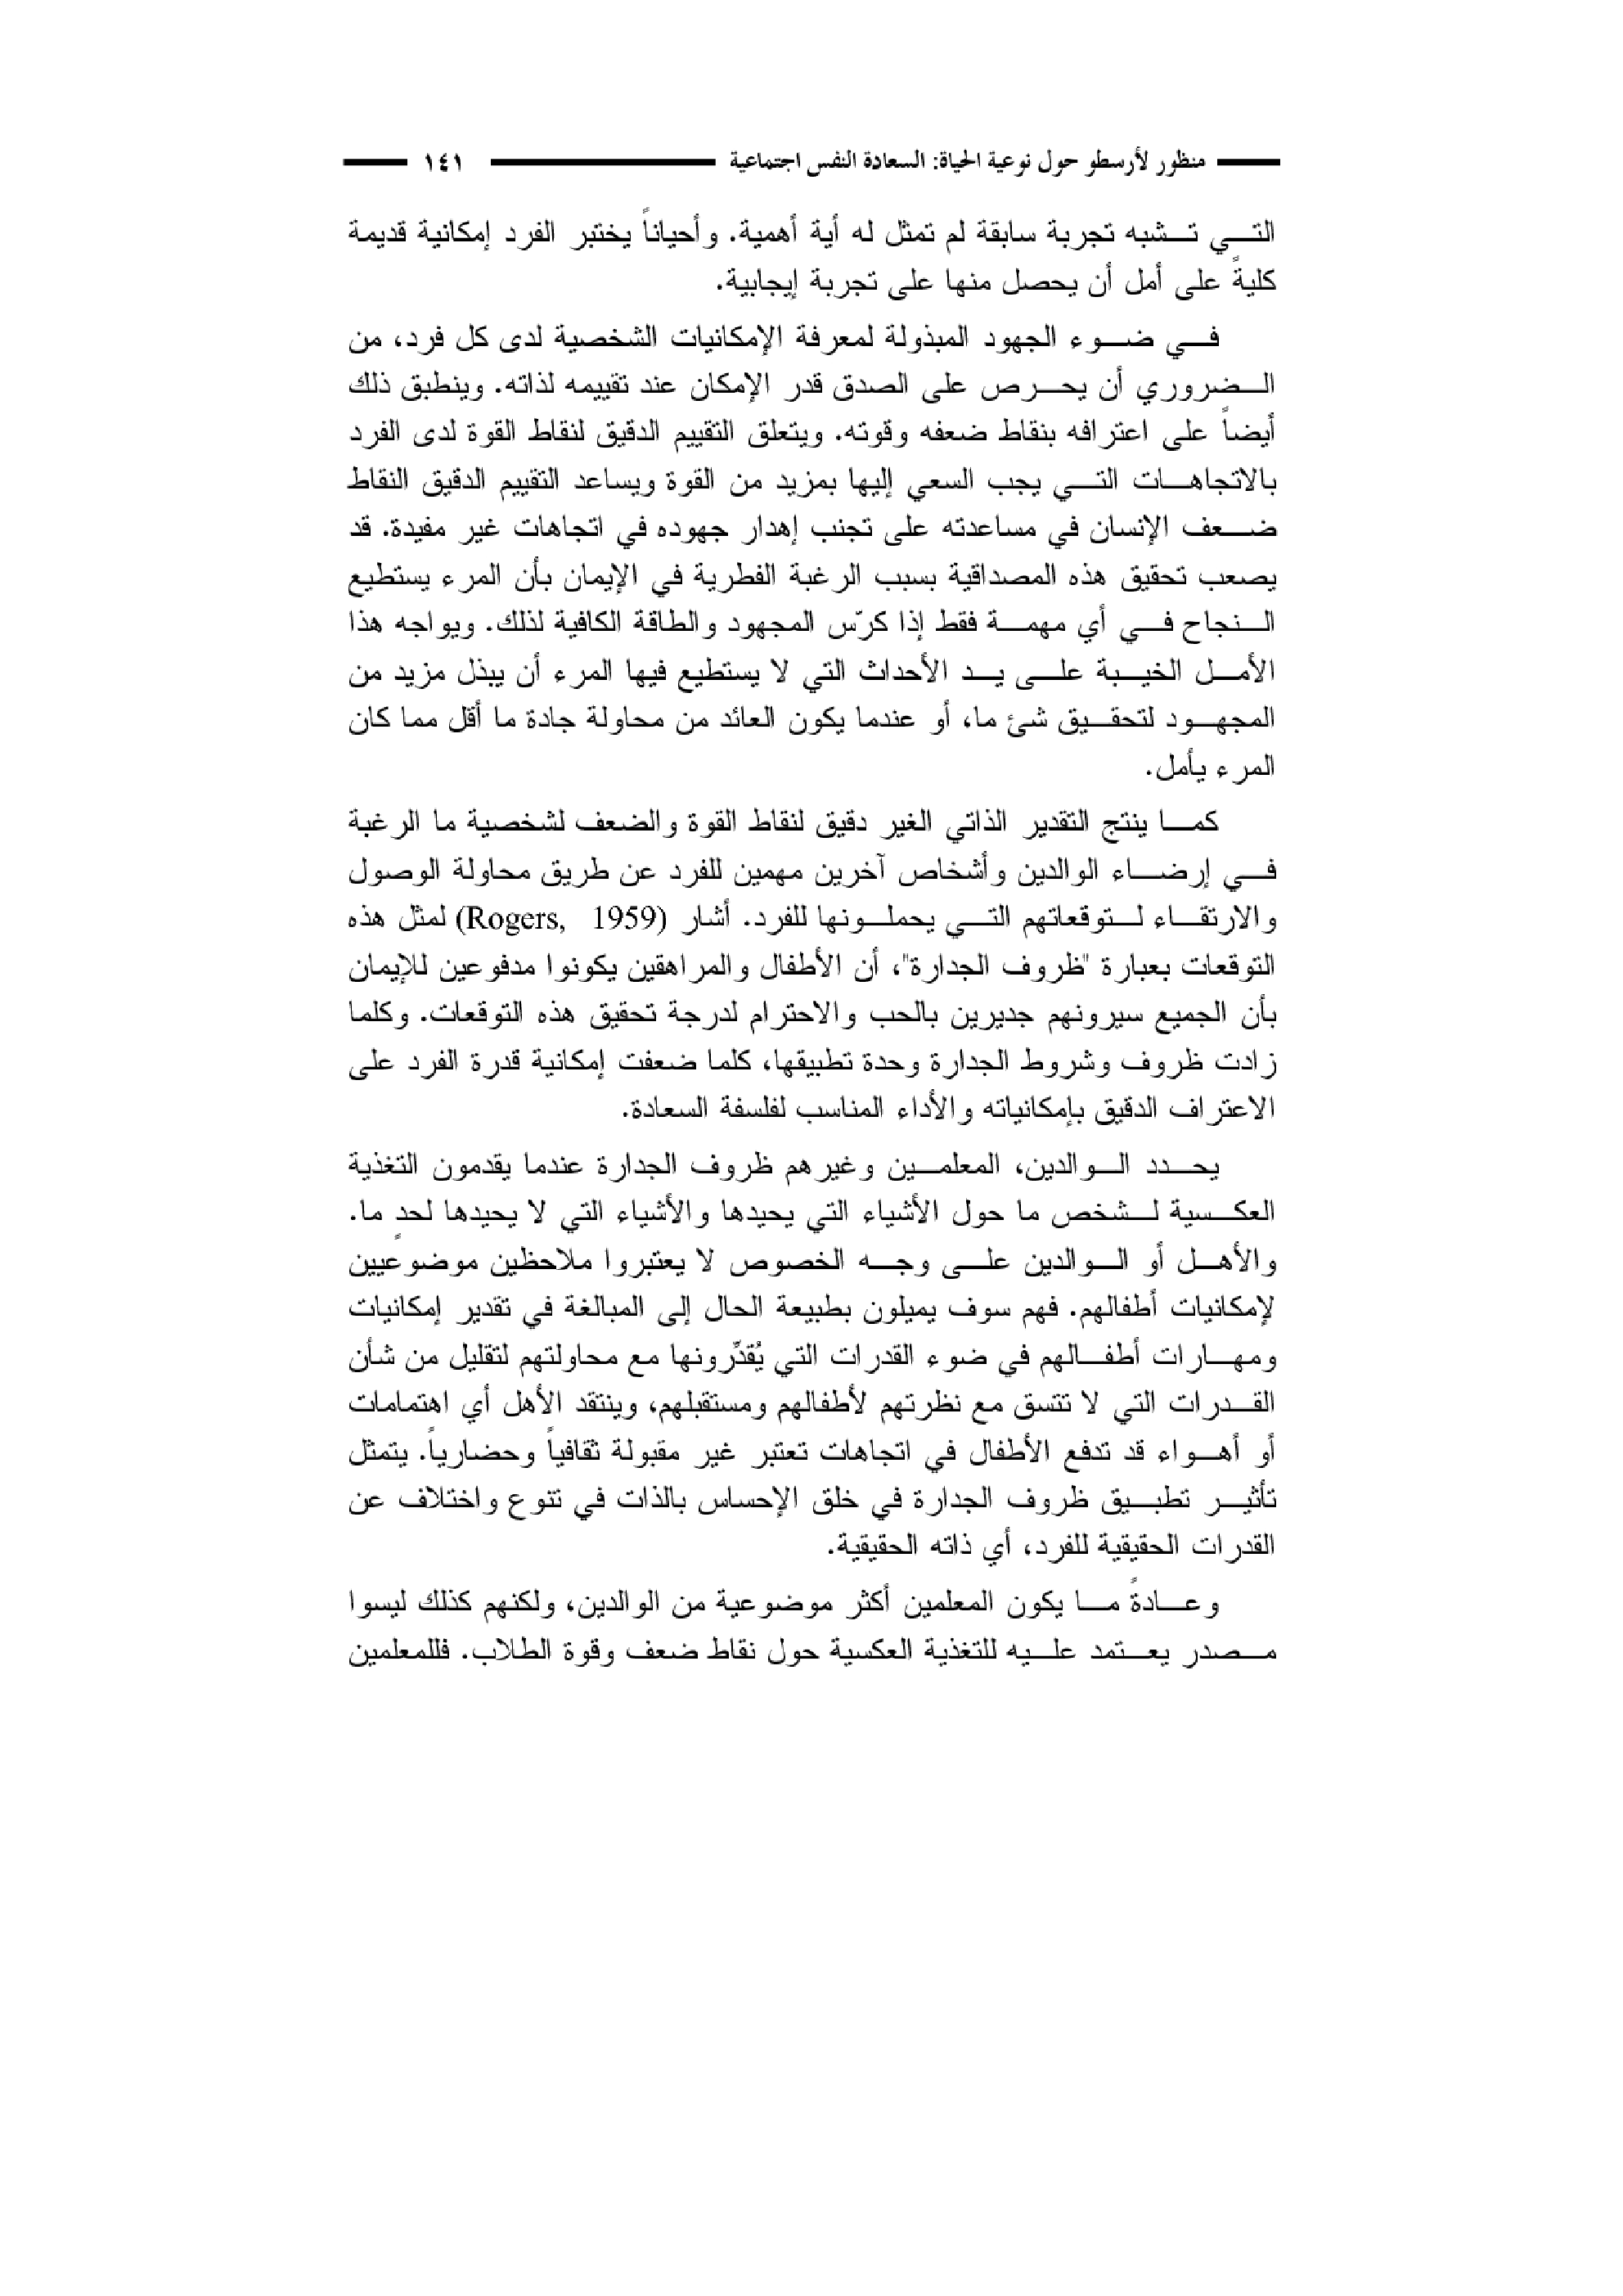 منظور لأرسطو حول نوعية الحياة: السعادة النفس اجتماعية ١٤١
التي تشبه تجربة سابقة لم تمثل له أية أهمية. وأحياناً يختبر الفرد إمكانية قديمة
كليةً على أمل أن يحصل منها على تجربة إيجابية.
في ضوء الجهود المبذولة لمعرفة الإمكانيات الشخصية لدى كل فرد، من
الضروري أن يحرص على الصدق قدر الإمكان عند تقييمه لذاته. وينطبق ذلك
أيضاً على اعترافه بنقاط ضعفه وقوته. ويتعلق التقييم الدقيق لنقاط القوة لدى الفرد
بالاتجاهات التي يجب السعي إليها بمزيد من القوة ويساعد التقييم الدقيق النقاط
ضعف الإنسان في مساعدته على تجنب إهدار جهوده في اتجاهات غير مفيدة. قد
يصعب تحقيق هذه المصداقية بسبب الرغبة الفطرية في الإيمان بأن المرء يستطيع
النجاح في أي مهمة فقط إذا كرّس المجهود والطاقة الكافية لذلك. ويواجه هذا
الأمل الخيبة على يد الأحداث التي لا يستطيع فيها المرء أن يبذل مزيد من
المجهود لتحقيق شئ ما، أو عندما يكون العائد من محاولة جادة ما أقل مما كان
المرء يأمل.
كما ينتج التقدير الذاتي الغير دقيق لنقاط القوة والضعف لشخصية ما الرغبة
في إرضاء الوالدين وأشخاص آخرين مهمين للفرد عن طريق محاولة الوصول
والارتقاء لتوقعاتهم التي يحملونها للفرد. أشار (Rogers, 1959) لمثل هذه
التوقعات بعبارة "ظروف الجدارة"، أن الأطفال والمراهقين يكونوا مدفوعين للإيمان
بأن الجميع سيرونهم جديرين بالحب والاحترام لدرجة تحقيق هذه التوقعات. وكلما
زادت ظروف وشروط الجدارة وحدة تطبيقها، كلما ضعفت إمكانية قدرة الفرد على
الاعتراف الدقيق بإمكانياته والأداء المناسب لفلسفة السعادة.
يحدد الوالدين، المعلمين وغيرهم ظروف الجدارة عندما يقدمون التغذية
العكسية لشخص ما حول الأشياء التي يحيدها والأشياء التي لا يحيدها لحدٍ ما.
والأهل أو الوالدين على وجه الخصوص لا يعتبروا ملاحظين موضوعيين
لإمكانيات أطفالهم. فهم سوف يميلون بطبيعة الحال إلى المبالغة في تقدير إمكانيات
ومهارات أطفالهم في ضوء القدرات التي يُقدِّرونها مع محاولتهم لتقليل من شأن
القدرات التي لا تتسق مع نظرتهم لأطفالهم ومستقبلهم، وينتقد الأهل أي اهتمامات
أو أهواء قد تدفع الأطفال في اتجاهات تعتبر غير مقبولة ثقافياً وحضارياً. يتمثل
تأثير تطبيق ظروف الجدارة في خلق الإحساس بالذات في تنوع واختلاف عن
القدرات الحقيقية للفرد، أي ذاته الحقيقية.
وعادةً ما يكون المعلمين أكثر موضوعية من الوالدين، ولكنهم كذلك ليسوا
مصدر يعتمد عليه للتغذية العكسية حول نقاط ضعف وقوة الطلاب. فللمعلمين